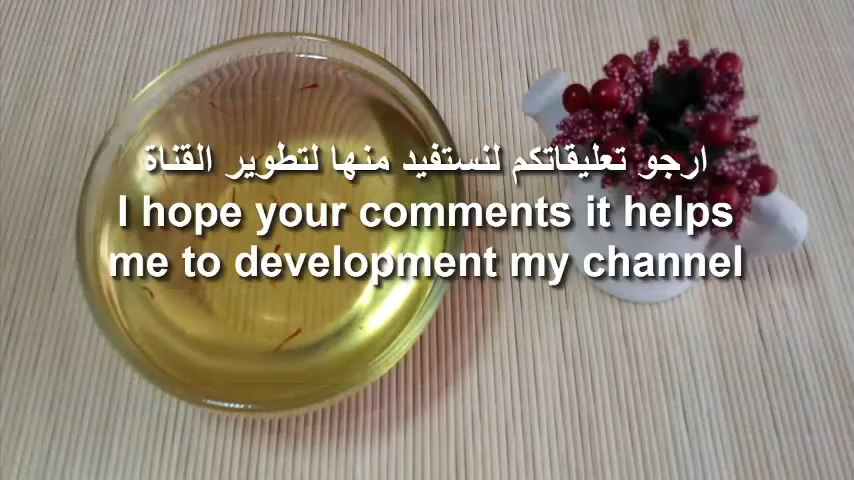 ارجو تعليقاتكم لنستفيد منها لتطوير القناة
I hope your comments it helps
me to development my channel